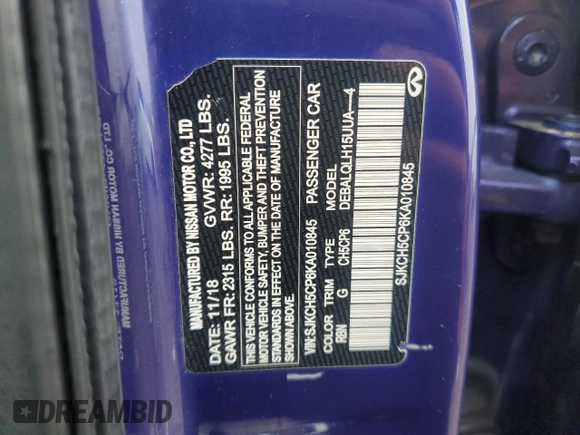 MANUFACTURED BY NISSAN MOTOR CO., LTD
DATE: 11/18 GVWR: 4277 LBS.
GAWR FR: 2315 LBS. RR: 1995 LBS.
THIS VEHICLE CONFORMS TO ALL APPLICABLE FEDERAL
MOTOR VEHICLE SAFETY, BUMPER AND THEFT PREVENTION
STANDARDS IN EFFECT ON THE DATE OF MANUFACTURE
SHOWN ABOVE.
VIN:SJKCH5CP6KA010845 PASSENGER CAR
COLOR TRIM TYPE MODEL
RBN G CH5CP6 DEBALQLH15UUA---4
SJKCH5CP6KA010845
DREAMBID